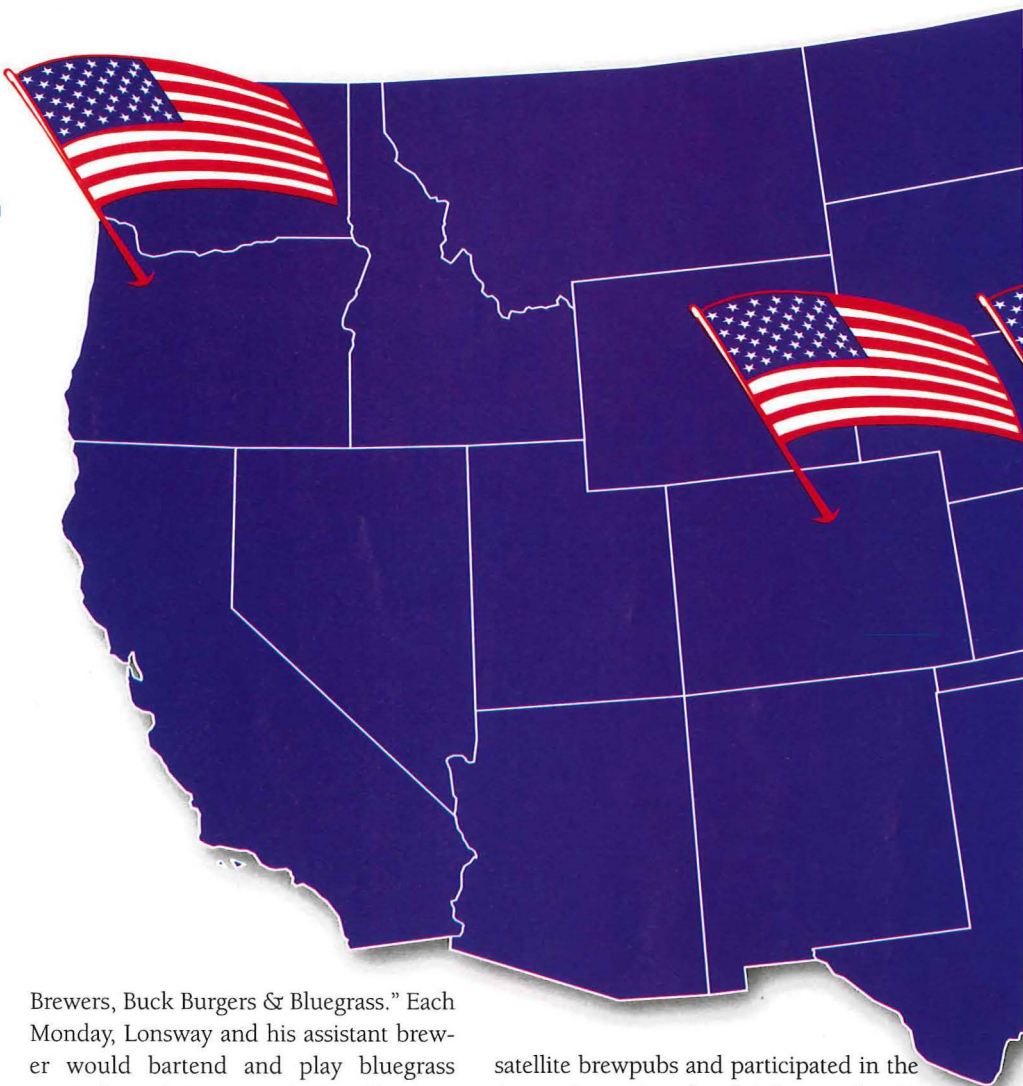 Brewers, Buck Burgers & Bluegrass.” Each
Monday, Lonsway and his assistant brew-
er would bartend and play bluegrass
satellite brewpubs and participated in the